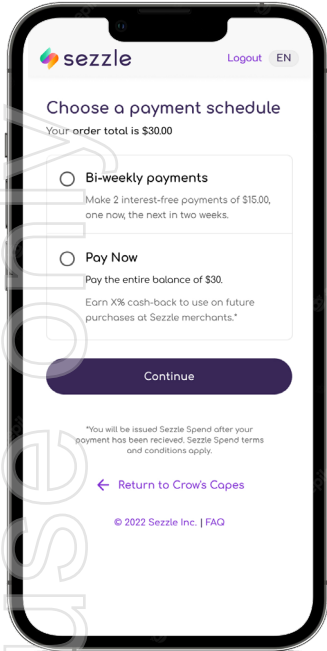 sezzle
Logout EN
Choose a payment schedule
Your order total is $30.00
Bi-weekly payments
Make 2 interest-free payments of $15.00,
one now, the next in two weeks.
Pay Now
Pay the entire balance of $30.
Earn X% cash-back to use on future
purchases at Sezzle merchants.*
Continue
*You will be issued Sezzle Spend after your
payment has been recieved. Sezzle Spend terms
and conditions apply.
← Return to Crow's Capes
© 2022 Sezzle Inc. | FAQ
use only